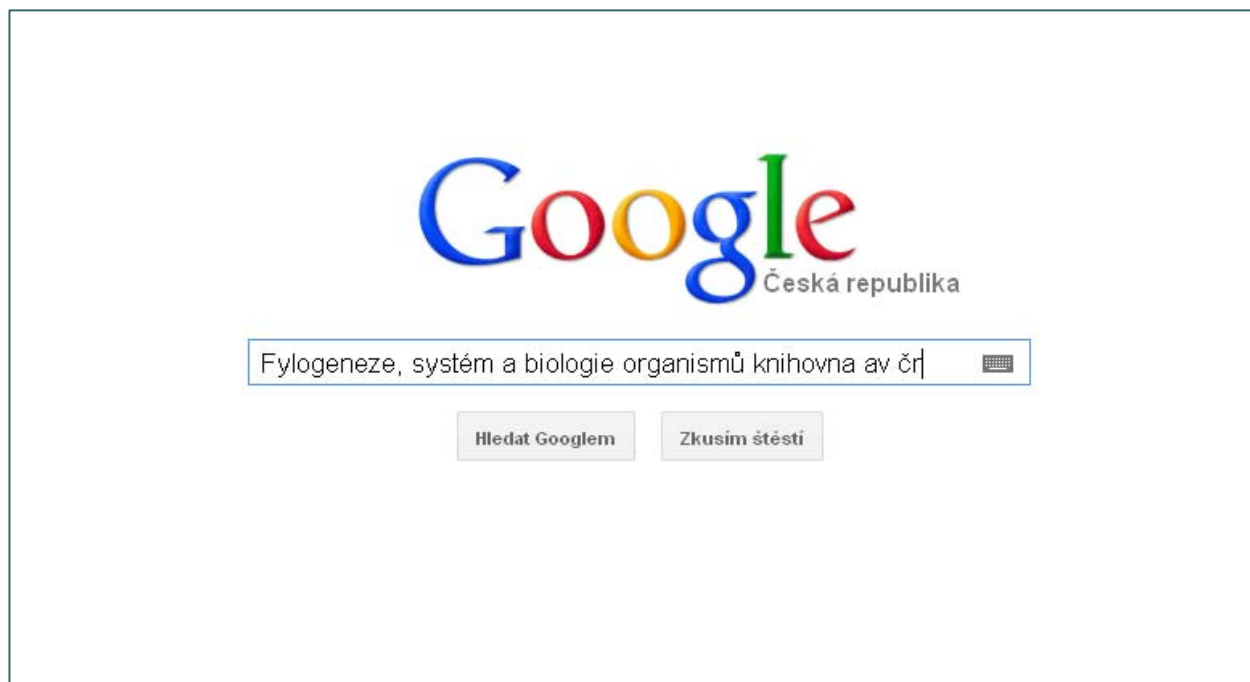 Google
Česká republika
Fylogeneze, systém a biologie organismů knihovna av čr
Hledat Googlem
Zkusím štěstí